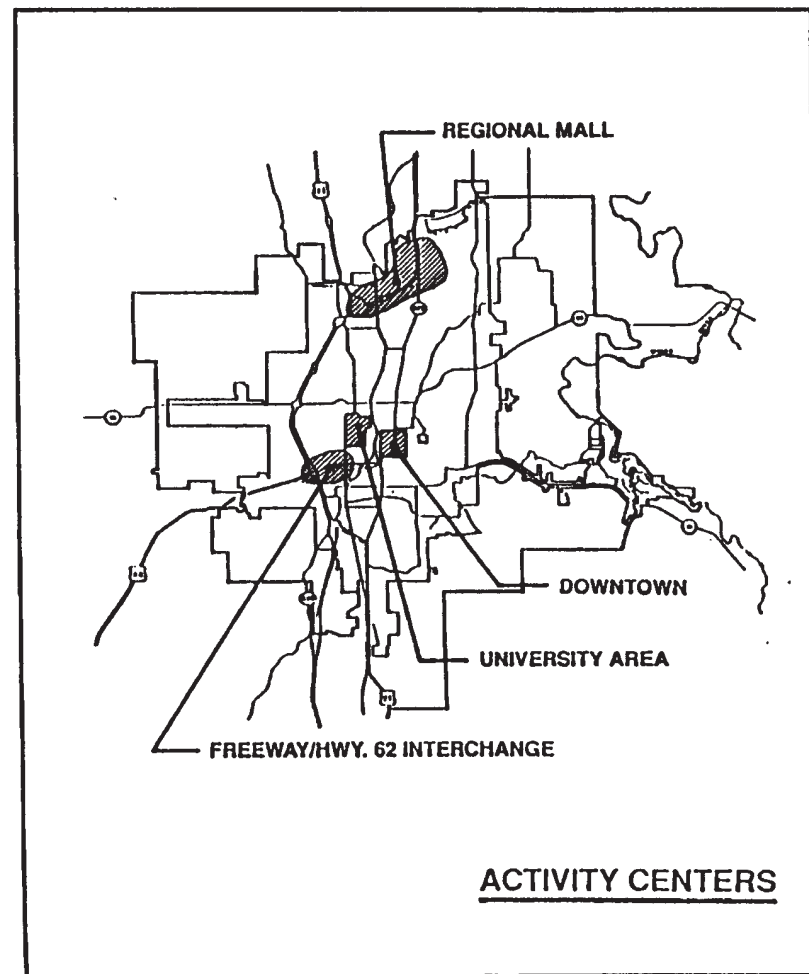 REGIONAL MALL
DOWNTOWN
UNIVERSITY AREA
FREEWAY/HWY. 62 INTERCHANGE
ACTIVITY CENTERS